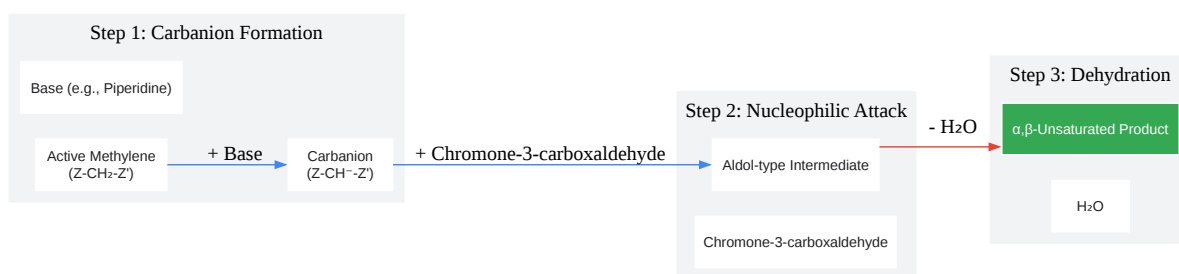 Step 1: Carbanion Formation
Base (e.g., Piperidine)
Active Methylene
(Z-CH₂-Z')
+ Base
Carbanion
(Z-CH⁻-Z')
+ Chromone-3-carboxaldehyde
Step 2: Nucleophilic Attack
Aldol-type Intermediate
Chromone-3-carboxaldehyde
- H₂O
Step 3: Dehydration
α,β-Unsaturated Product
H₂O